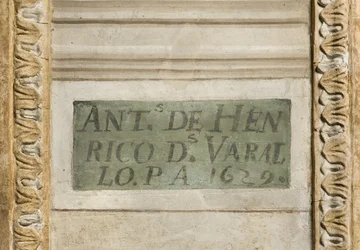 ANT.S DE HEN
RICO D.S VARAL
LO. P A 1629.